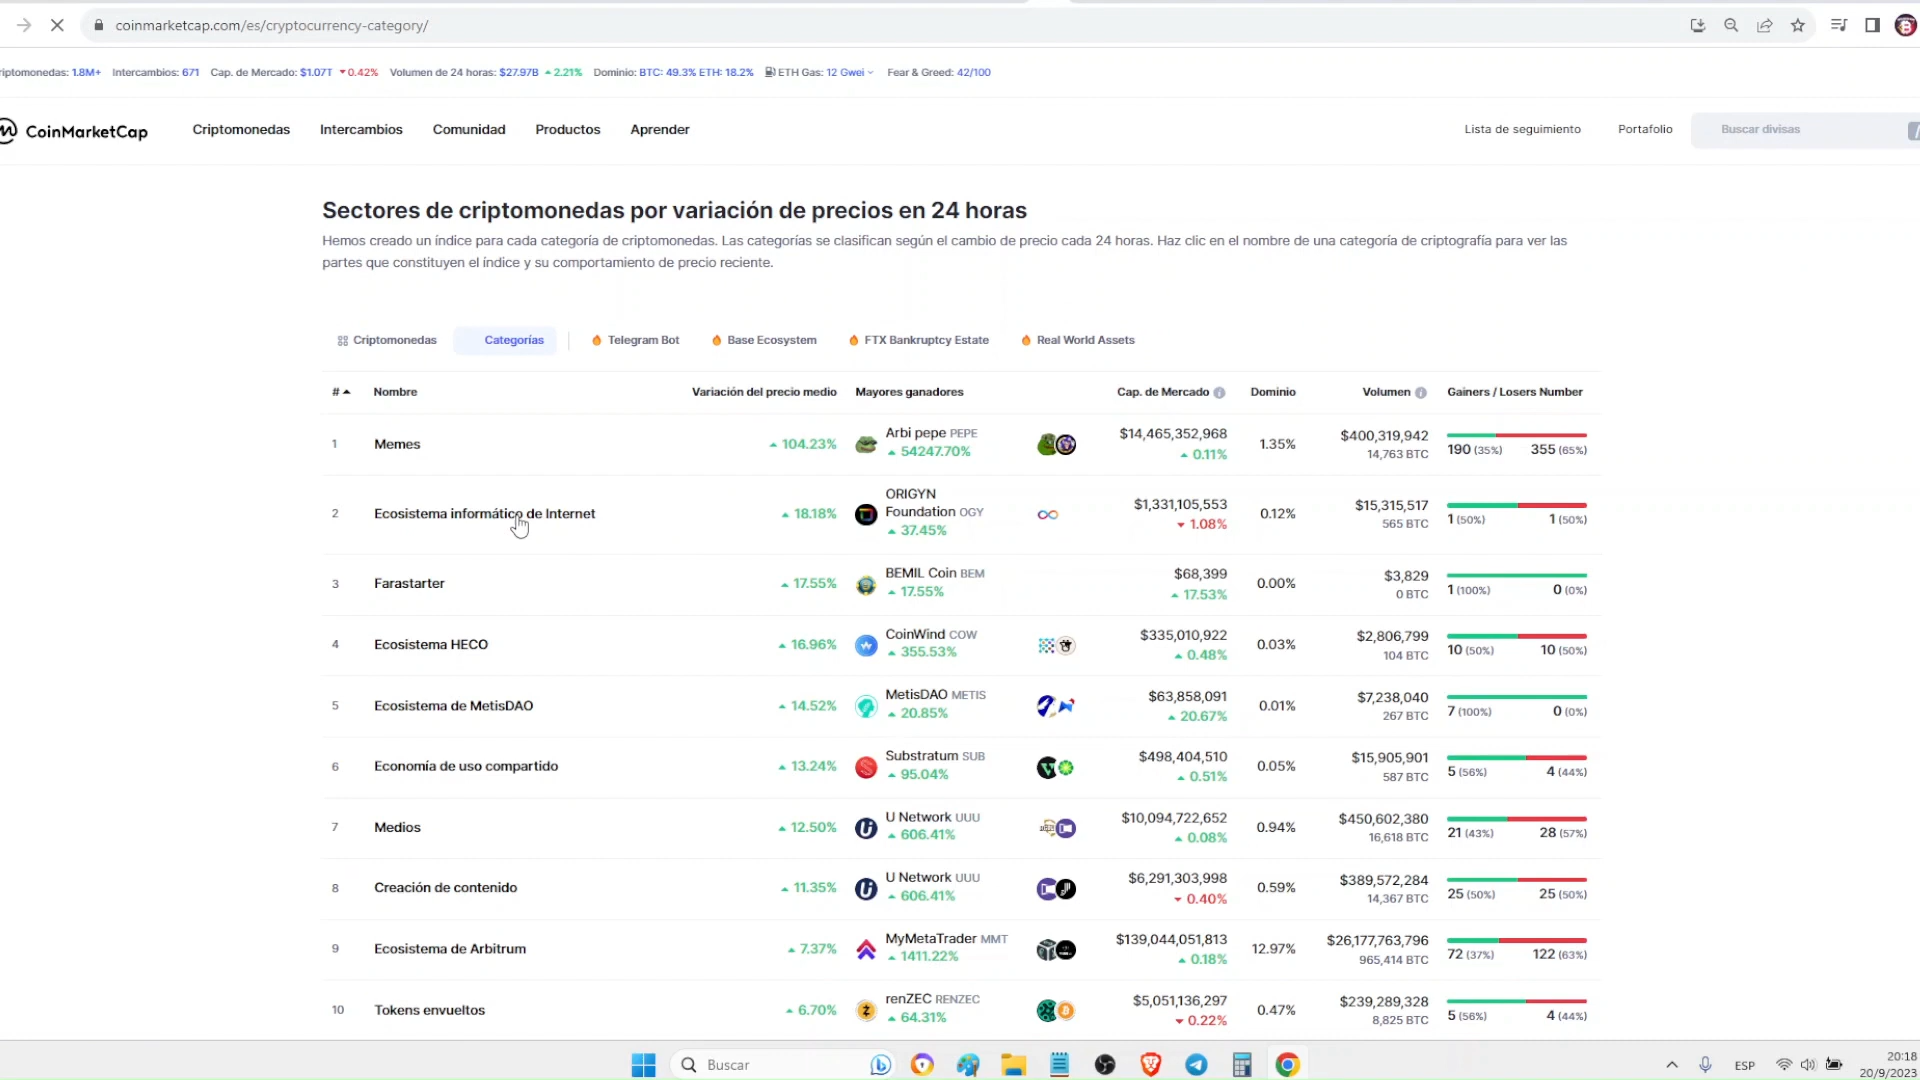 coinmarketcap.com/es/cryptocurrency-category/
riptomonedas: 1.8M+ Intercambios: 671 Cap. de Mercado: $1.07T 0.42% Volumen de 24 horas: $27.97B 2.21% Dominio: BTC: 49.3% ETH: 18.2% ETH Gas: 12 Gwei Fear & Greed: 42/100
CoinMarketCap Criptomonedas Intercambios Comunidad Productos Aprender Lista de seguimiento Portafolio Buscar divisas /
Sectores de criptomonedas por variación de precios en 24 horas
Hemos creado un índice para cada categoría de criptomonedas. Las categorías se clasifican según el cambio de precio cada 24 horas. Haz clic en el nombre de una categoría de criptografía para ver las
partes que constituyen el índice y su comportamiento de precio reciente.
Criptomonedas Categorías Telegram Bot Base Ecosystem FTX Bankruptcy Estate Real World Assets
# Nombre Variación del precio medio Mayores ganadores Cap. de Mercado Dominio Volumen Gainers / Losers Number
1 Memes 104.23% Arbi pepe PEPE $14,465,352,968 1.35% $400,319,942
54247.70% 0.11% 14,763 BTC 190 (35%) 355 (65%)
2 Ecosistema informático de Internet 18.18% ORIGYN
Foundation OGY $1,331,105,553 0.12% $15,315,517
37.45% 1.08% 565 BTC 1 (50%) 1 (50%)
3 Farastarter 17.55% BEMIL Coin BEM $68,399 0.00% $3,829
17.55% 17.53% 0 BTC 1 (100%) 0 (0%)
4 Ecosistema HECO 16.96% CoinWind COW $335,010,922 0.03% $2,806,799
355.53% 0.48% 104 BTC 10 (50%) 10 (50%)
5 Ecosistema de MetisDAO 14.52% MetisDAO METIS $63,858,091 0.01% $7,238,040
20.85% 20.67% 267 BTC 7 (100%) 0 (0%)
6 Economía de uso compartido 13.24% Substratum SUB $498,404,510 0.05% $15,905,901
95.04% 0.51% 587 BTC 5 (56%) 4 (44%)
7 Medios 12.50% U Network UUU $10,094,722,652 0.94% $450,602,380
606.41% 0.08% 16,618 BTC 21 (43%) 28 (57%)
8 Creación de contenido 11.35% U Network UUU $6,291,303,998 0.59% $389,572,284
606.41% 0.40% 14,367 BTC 25 (50%) 25 (50%)
9 Ecosistema de Arbitrum 7.37% MyMetaTrader MMT $139,044,051,813 12.97% $26,177,763,796
1411.22% 0.18% 965,414 BTC 72 (37%) 122 (63%)
10 Tokens envueltos 6.70% renZEC RENZEC $5,051,136,297 0.47% $239,289,328
64.31% 0.22% 8,825 BTC 5 (56%) 4 (44%)
Buscar ESP 20:18
20/9/2023